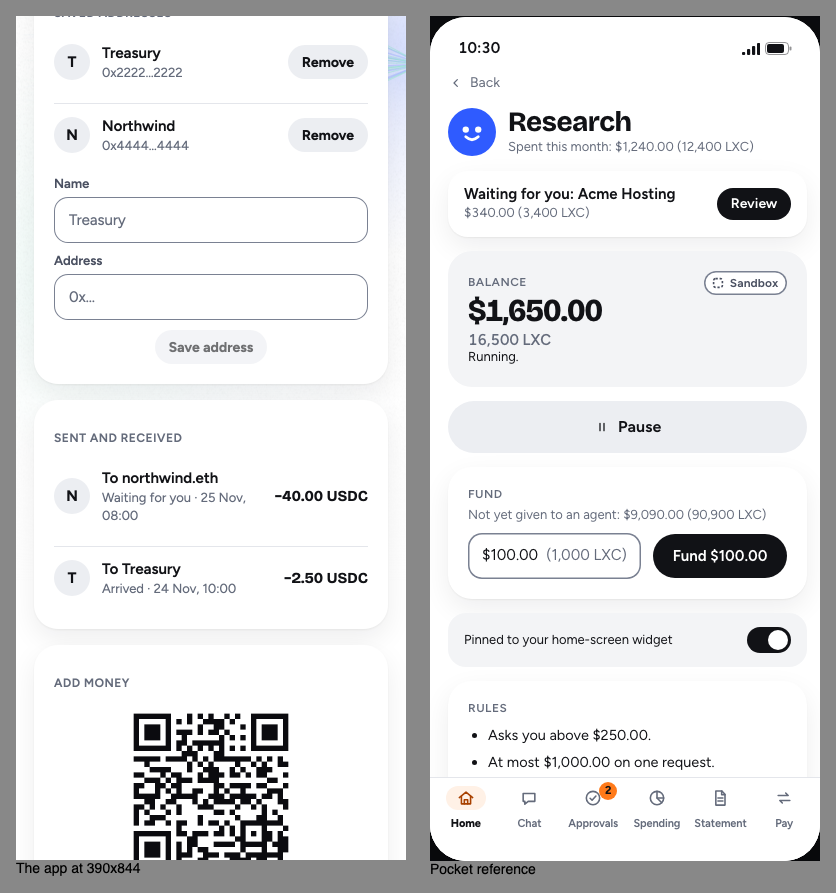 SAVED ADDRESSES
T
Treasury
0x2222...2222
Remove
N
Northwind
0x4444...4444
Remove
Name
Treasury
Address
0x...
Save address
SENT AND RECEIVED
N
To northwind.eth
Waiting for you · 25 Nov,
08:00
−40.00 USDC
T
To Treasury
Arrived · 24 Nov, 10:00
−2.50 USDC
ADD MONEY
The app at 390x844
10:30
Back
Research
Spent this month: $1,240.00 (12,400 LXC)
Waiting for you: Acme Hosting
$340.00 (3,400 LXC)
Review
BALANCE
Sandbox
$1,650.00
16,500 LXC
Running.
Pause
FUND
Not yet given to an agent: $9,090.00 (90,900 LXC)
$100.00 (1,000 LXC)
Fund $100.00
Pinned to your home-screen widget
RULES
• Asks you above $250.00.
• At most $1,000.00 on one request.
2
Home
Chat
Approvals
Spending
Statement
Pay
Pocket reference